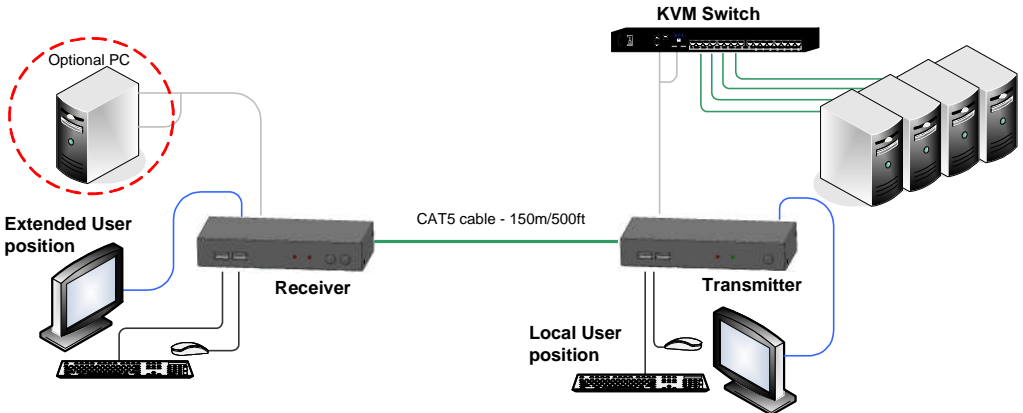 KVM Switch
Optional PC
Extended User
position
CAT5 cable - 150m/500ft
Receiver
Transmitter
Local User
position